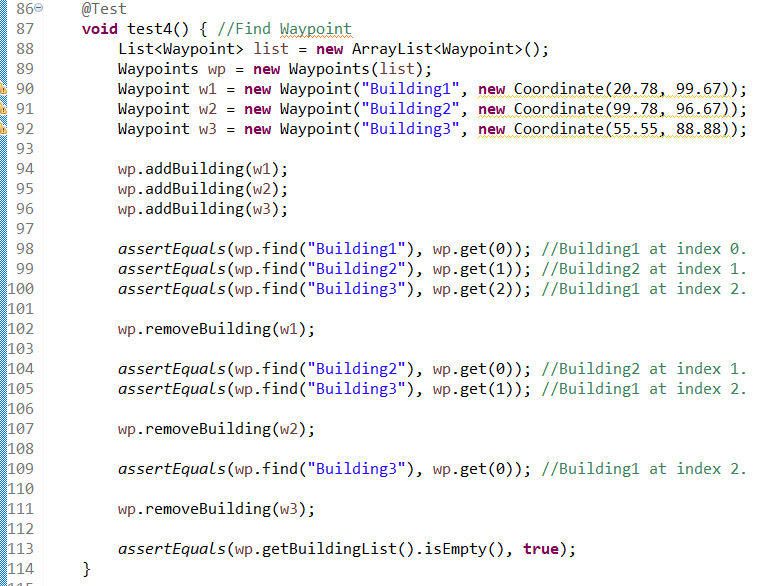 86 @Test
87 void test4() { //Find Waypoint
88 List<Waypoint> list = new ArrayList<Waypoint>();
89 Waypoints wp = new Waypoints(list);
90 Waypoint w1 = new Waypoint("Building1", new Coordinate(20.78, 99.67));
91 Waypoint w2 = new Waypoint("Building2", new Coordinate(99.78, 96.67));
92 Waypoint w3 = new Waypoint("Building3", new Coordinate(55.55, 88.88));
93
94 wp.addBuilding(w1);
95 wp.addBuilding(w2);
96 wp.addBuilding(w3);
97
98 assertEquals(wp.find("Building1"), wp.get(0)); //Building1 at index 0.
99 assertEquals(wp.find("Building2"), wp.get(1)); //Building2 at index 1.
100 assertEquals(wp.find("Building3"), wp.get(2)); //Building1 at index 2.
101
102 wp.removeBuilding(w1);
103
104 assertEquals(wp.find("Building2"), wp.get(0)); //Building2 at index 1.
105 assertEquals(wp.find("Building3"), wp.get(1)); //Building1 at index 2.
106
107 wp.removeBuilding(w2);
108
109 assertEquals(wp.find("Building3"), wp.get(0)); //Building1 at index 2.
110
111 wp.removeBuilding(w3);
112
113 assertEquals(wp.getBuildingList().isEmpty(), true);
114 }